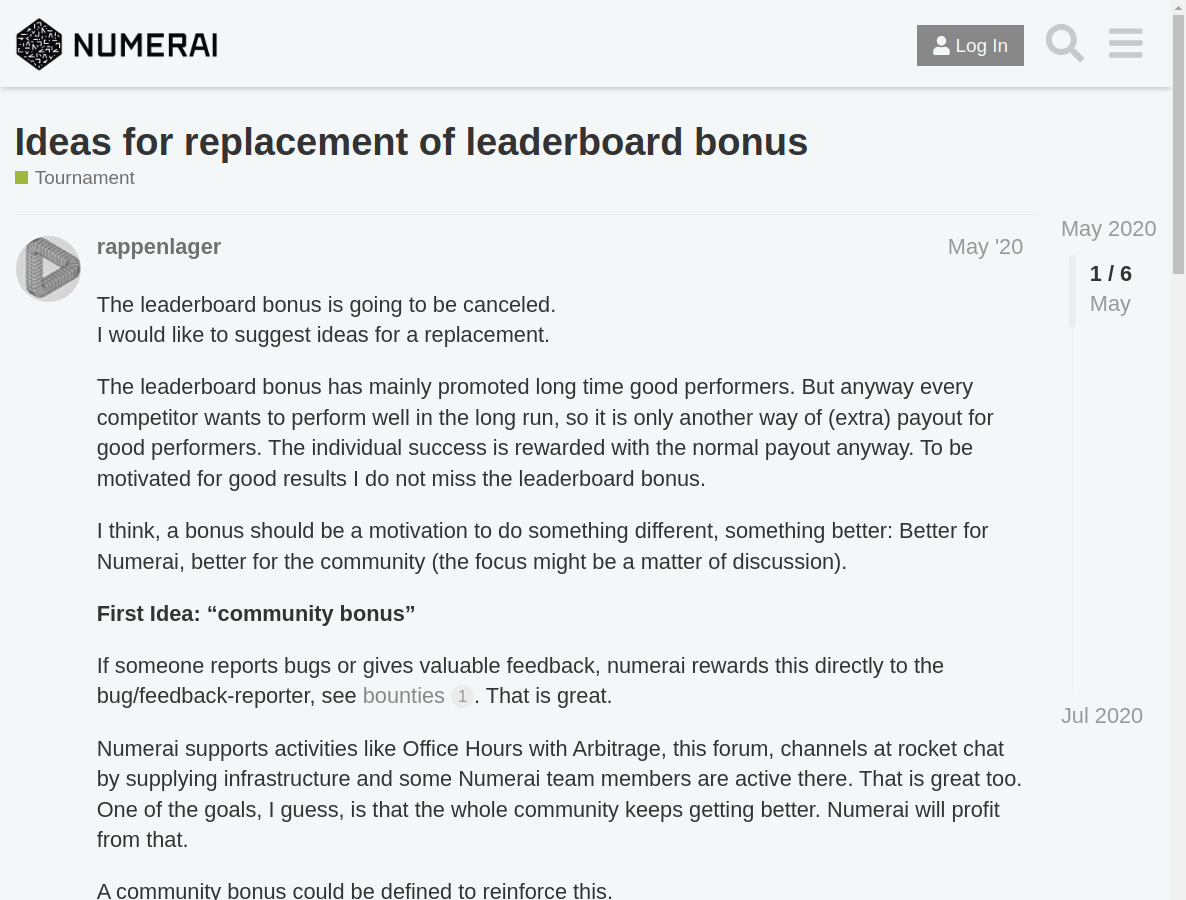 NUMERAI
Log In
Ideas for replacement of leaderboard bonus
Tournament
rappenlager
May '20
The leaderboard bonus is going to be canceled.
I would like to suggest ideas for a replacement.
The leaderboard bonus has mainly promoted long time good performers. But anyway every
competitor wants to perform well in the long run, so it is only another way of (extra) payout for
good performers. The individual success is rewarded with the normal payout anyway. To be
motivated for good results I do not miss the leaderboard bonus.
I think, a bonus should be a motivation to do something different, something better: Better for
Numerai, better for the community (the focus might be a matter of discussion).
First Idea: “community bonus”
If someone reports bugs or gives valuable feedback, numerai rewards this directly to the
bug/feedback-reporter, see bounties 1. That is great.
Numerai supports activities like Office Hours with Arbitrage, this forum, channels at rocket chat
by supplying infrastructure and some Numerai team members are active there. That is great too.
One of the goals, I guess, is that the whole community keeps getting better. Numerai will profit
from that.
A community bonus could be defined to reinforce this.
May 2020
1 / 6
May
Jul 2020